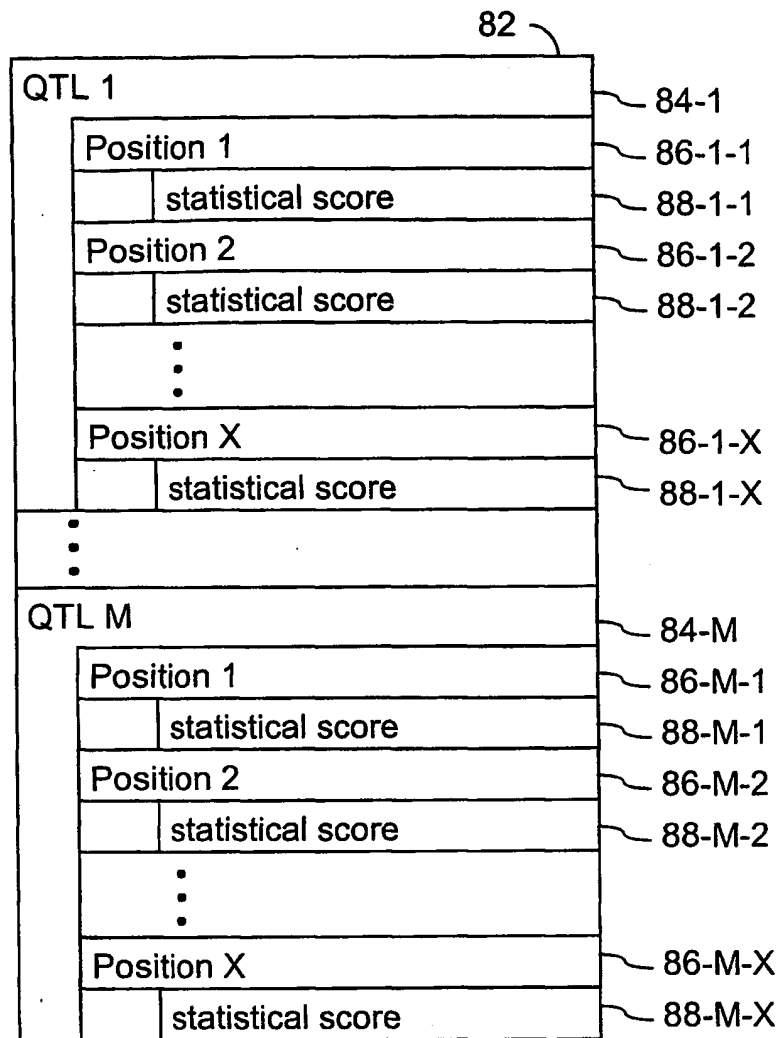 82
QTL 1
84-1
Position 1
86-1-1
statistical score
88-1-1
Position 2
86-1-2
statistical score
88-1-2
Position X
86-1-X
statistical score
88-1-X
QTL M
84-M
Position 1
86-M-1
statistical score
88-M-1
Position 2
86-M-2
statistical score
88-M-2
Position X
86-M-X
statistical score
88-M-X